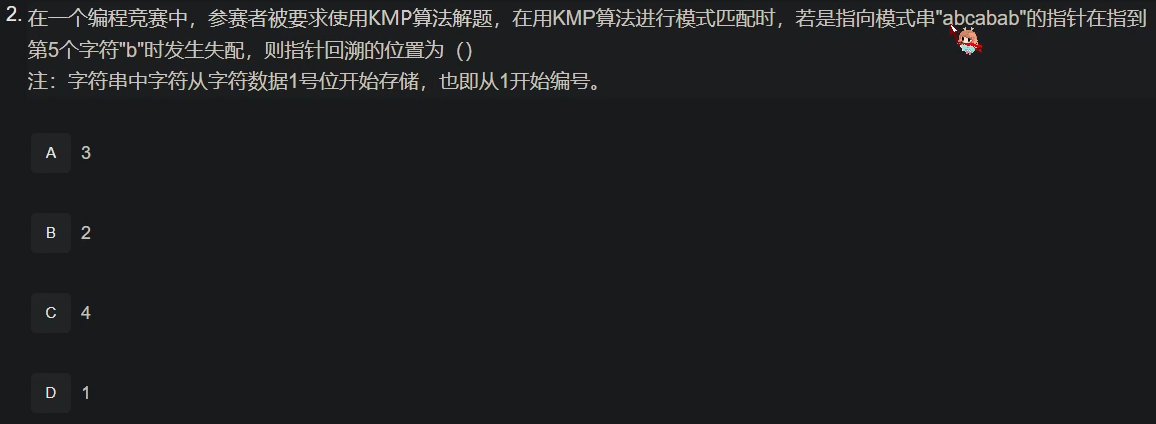 2. 在一个编程竞赛中，参赛者被要求使用KMP算法解题，在用KMP算法进行模式匹配时，若是指向模式串"abcabab"的指针在指到
第5个字符"b"时发生失配，则指针回溯的位置为（）
注：字符串中字符从字符数据1号位开始存储，也即从1开始编号。
A 3
B 2
C 4
D 1